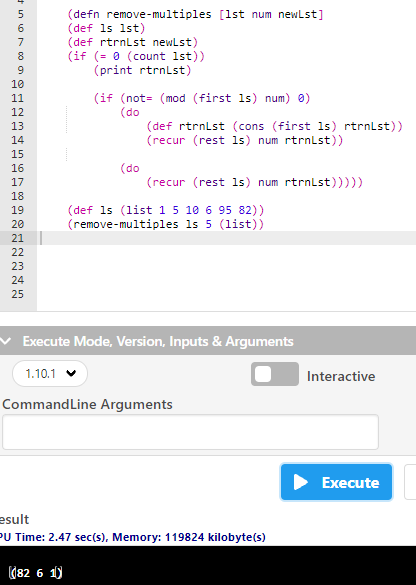 4
5 (defn remove-multiples [lst num newLst]
6 (def ls lst)
7 (def rtrnLst newLst)
8 (if (= 0 (count lst))
9 (print rtrnLst)
10
11 (if (not= (mod (first ls) num) 0)
12 (do
13 (def rtrnLst (cons (first ls) rtrnLst))
14 (recur (rest ls) num rtrnLst))
15
16 (do
17 (recur (rest ls) num rtrnLst)))))
18
19 (def ls (list 1 5 10 6 95 82))
20 (remove-multiples ls 5 (list))
21
22
23
24
25
Execute Mode, Version, Inputs & Arguments
1.10.1
Interactive
CommandLine Arguments
Execute
esult
PU Time: 2.47 sec(s), Memory: 119824 kilobyte(s)
(82 6 1)